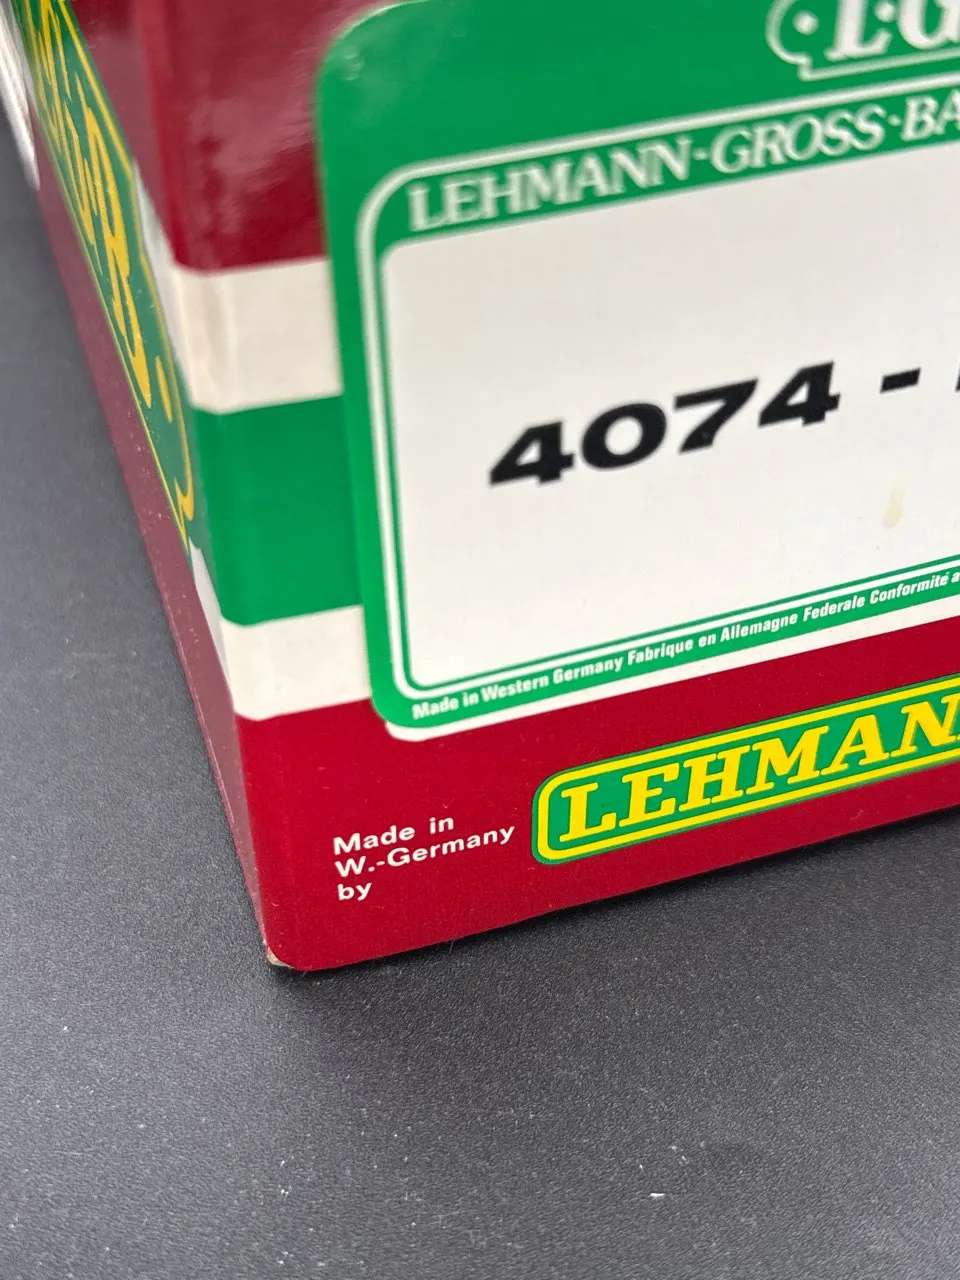 L·G
LEHMANN-GROSS-BA
4074 -
Made in Western Germany Fabrique en Allemagne Federale Conformité a
LEHMAN
Made in
W.-Germany
by